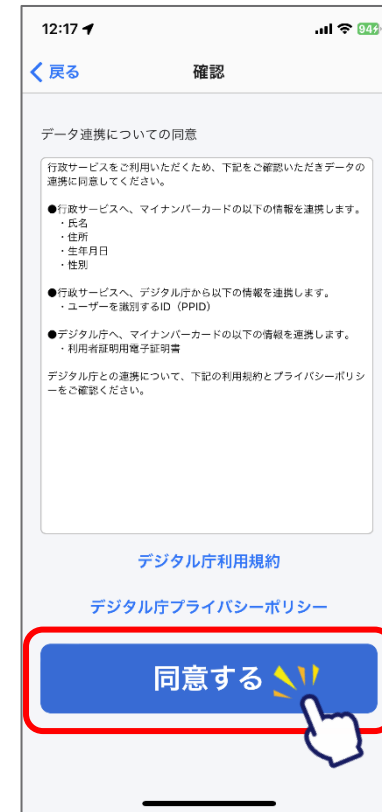 12:17
94
戻る
確認
データ連携についての同意
行政サービスをご利用いただくため、下記をご確認いただきデータの
連携に同意してください。
●行政サービスへ、マイナンバーカードの以下の情報を連携します。
・氏名
・住所
・生年月日
・性別
●行政サービスへ、デジタル庁から以下の情報を連携します。
・ユーザーを識別するID（PPID）
●デジタル庁へ、マイナンバーカードの以下の情報を連携します。
・利用者証明用電子証明書
デジタル庁との連携について、下記の利用規約とプライバシーポリシ
ーをご確認ください。
デジタル庁利用規約
デジタル庁プライバシーポリシー
同意する